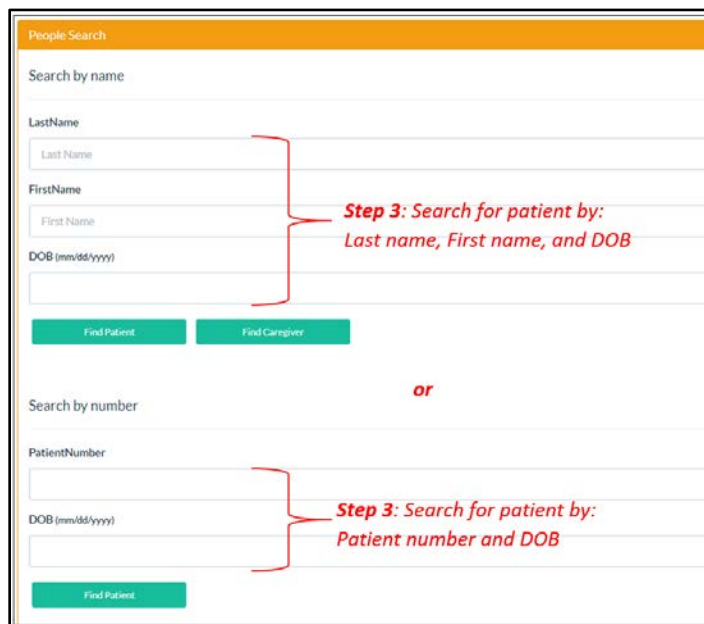 People Search
Search by name
LastName
Last Name
FirstName
First Name
DOB (mm/dd/yyyy)
Step 3: Search for patient by:
Last name, First name, and DOB
Find Patient
Find Caregiver
or
Search by number
PatientNumber
DOB (mm/dd/yyyy)
Step 3: Search for patient by:
Patient number and DOB
Find Patient